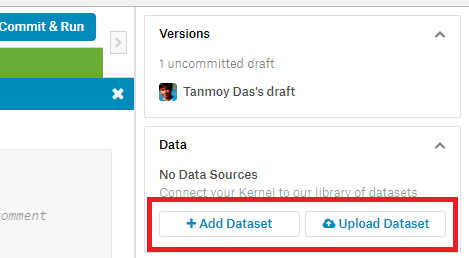 Commit & Run
Versions
1 uncommitted draft
Tanmoy Das's draft
Data
No Data Sources
Connect your Kernel to our library of datasets
omment
+ Add Dataset
Upload Dataset